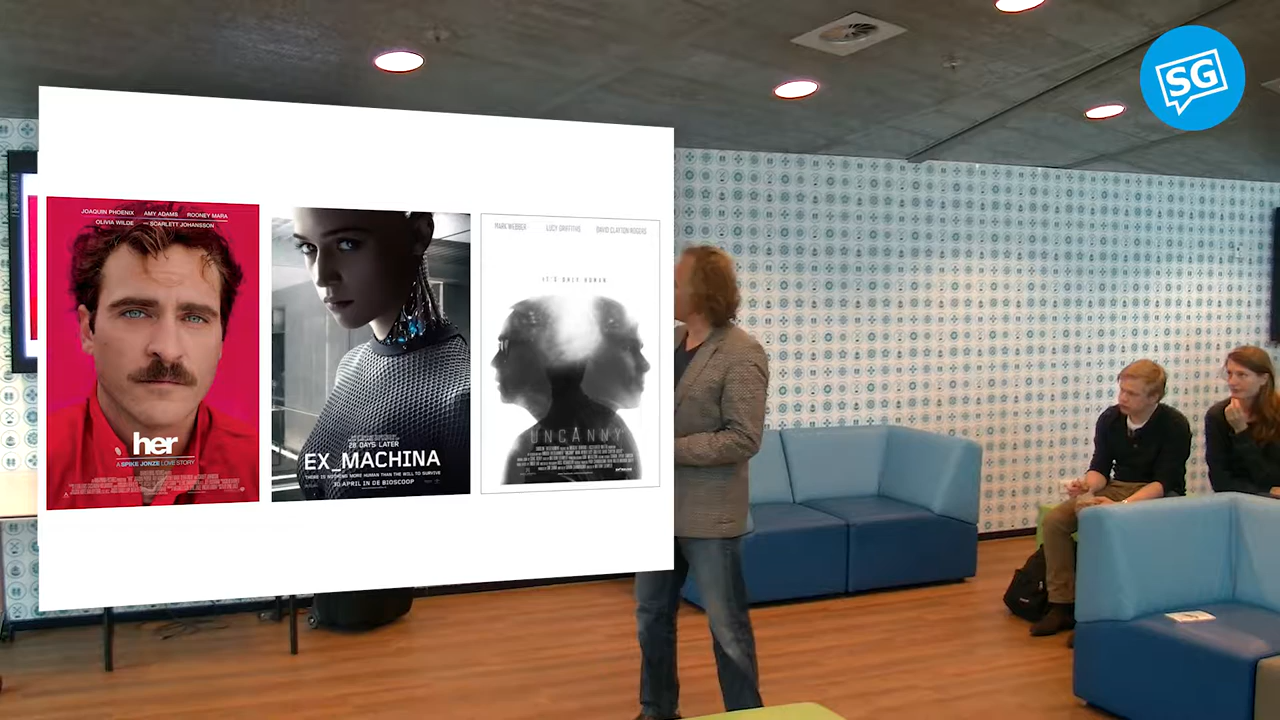 SG
JOAQUIN PHOENIX AMY ADAMS ROONEY MARA
OLIVIA WILDE AND SCARLETT JOHANSSON
her
A SPIKE JONZE LOVE STORY
28 DAYS LATER
EX_MACHINA
THERE IS NOTHING MORE HUMAN THAN THE WILL TO SURVIVE
30 APRIL IN DE BIOSCOOP
MARK WEBBER LUCY GRIFFITHS DAVID CLAYTON ROGERS
IT'S ONLY HUMAN
UNCANNY